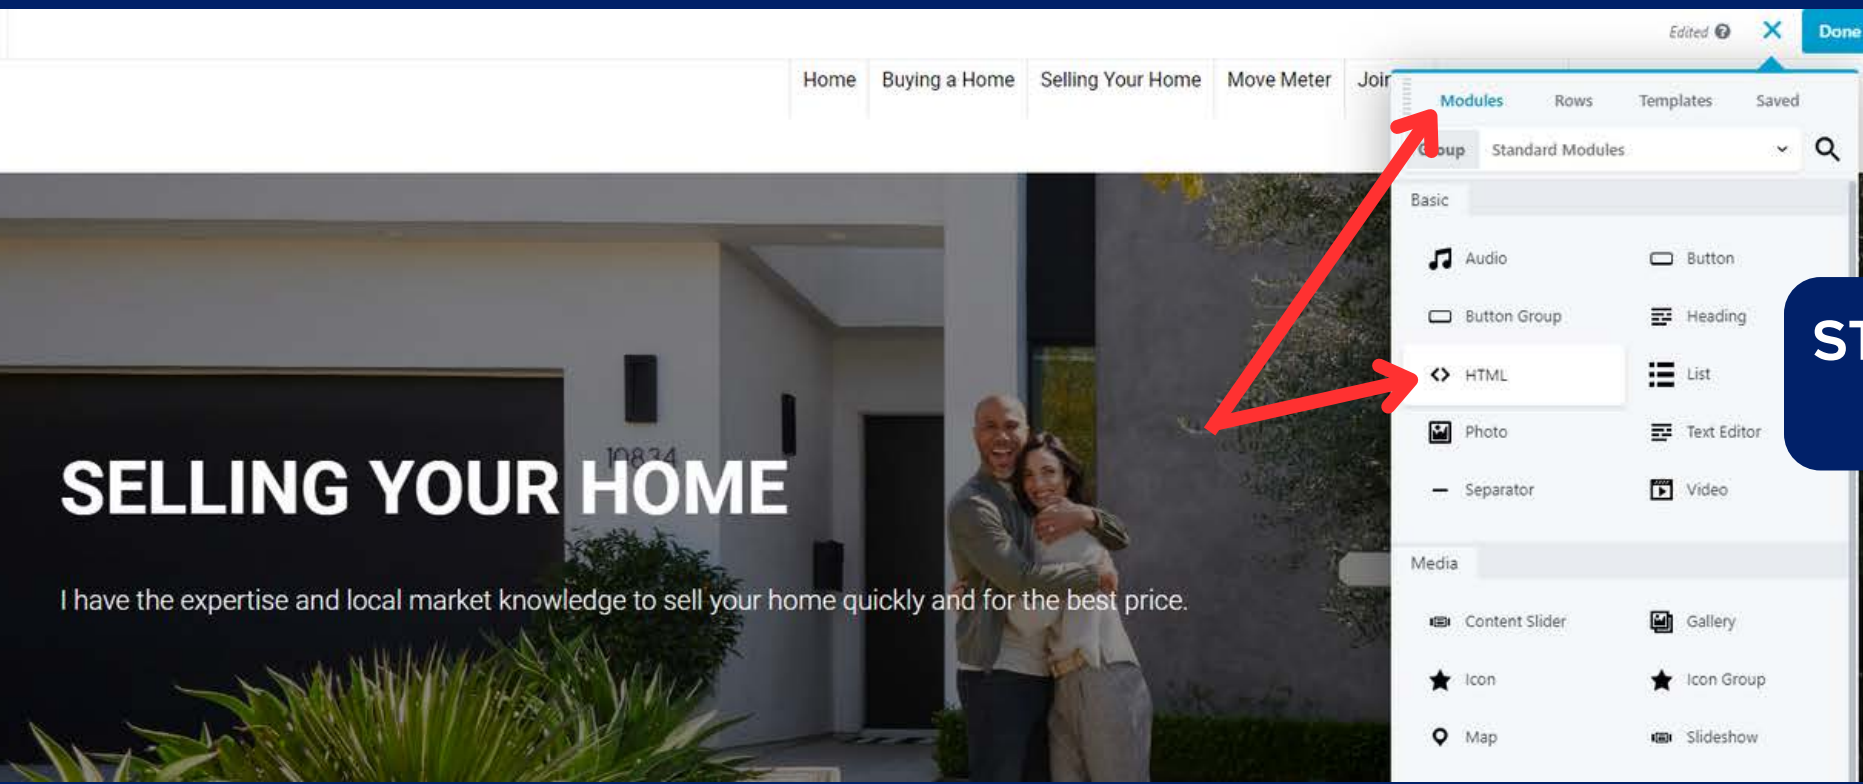 Edited
Done
Home Buying a Home Selling Your Home Move Meter
Modules Rows Templates Saved
Standard Modules
Basic
Audio Button
Button Group Heading
HTML List
Photo Text Editor
Separator Video
Media
Content Slider Gallery
Icon Icon Group
Map Slideshow
10834
SELLING YOUR HOME
I have the expertise and local market knowledge to sell your home quickly and for the best price.